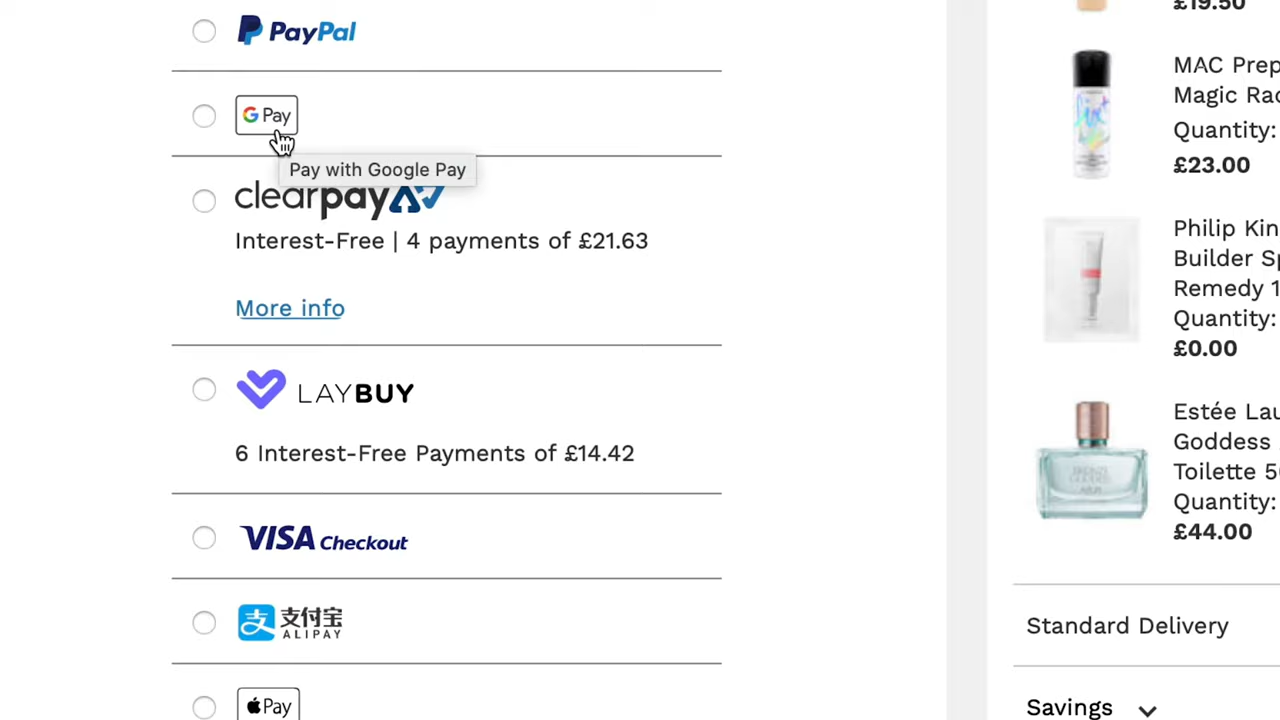 PayPal
G Pay
Pay with Google Pay
clearpay
Interest-Free | 4 payments of £21.63
More info
LAYBUY
6 Interest-Free Payments of £14.42
VISA Checkout
支付宝
ALIPAY
Pay
£19.50
MAC Prep
Magic Rad
Quantity:
£23.00
Philip Kin
Builder Sp
Remedy 1
Quantity:
£0.00
Estée Lau
Goddess
Toilette 50
Quantity:
£44.00
Standard Delivery
Savings